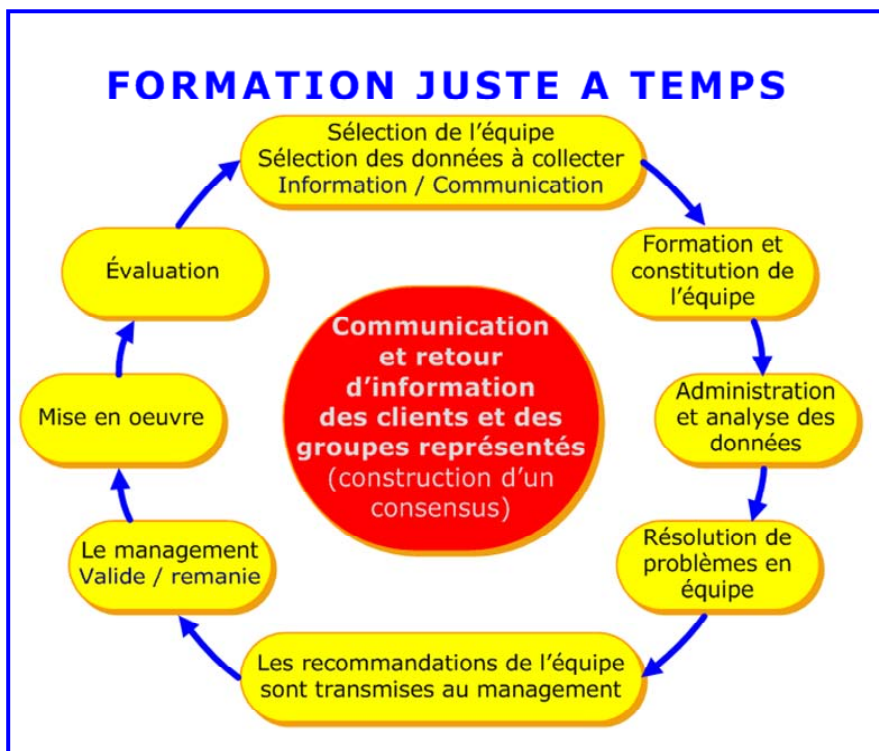 FORMATION JUSTE A TEMPS
Sélection de l’équipe
Sélection des données à collecter
Information / Communication
Formation et
constitution de
l’équipe
Administration
et analyse des
données
Résolution de
problèmes en
équipe
Les recommandations de l’équipe
sont transmises au management
Le management
Valide / remanie
Mise en oeuvre
Évaluation
Communication
et retour
d’information
des clients et des
groupes représentés
(construction d’un
consensus)